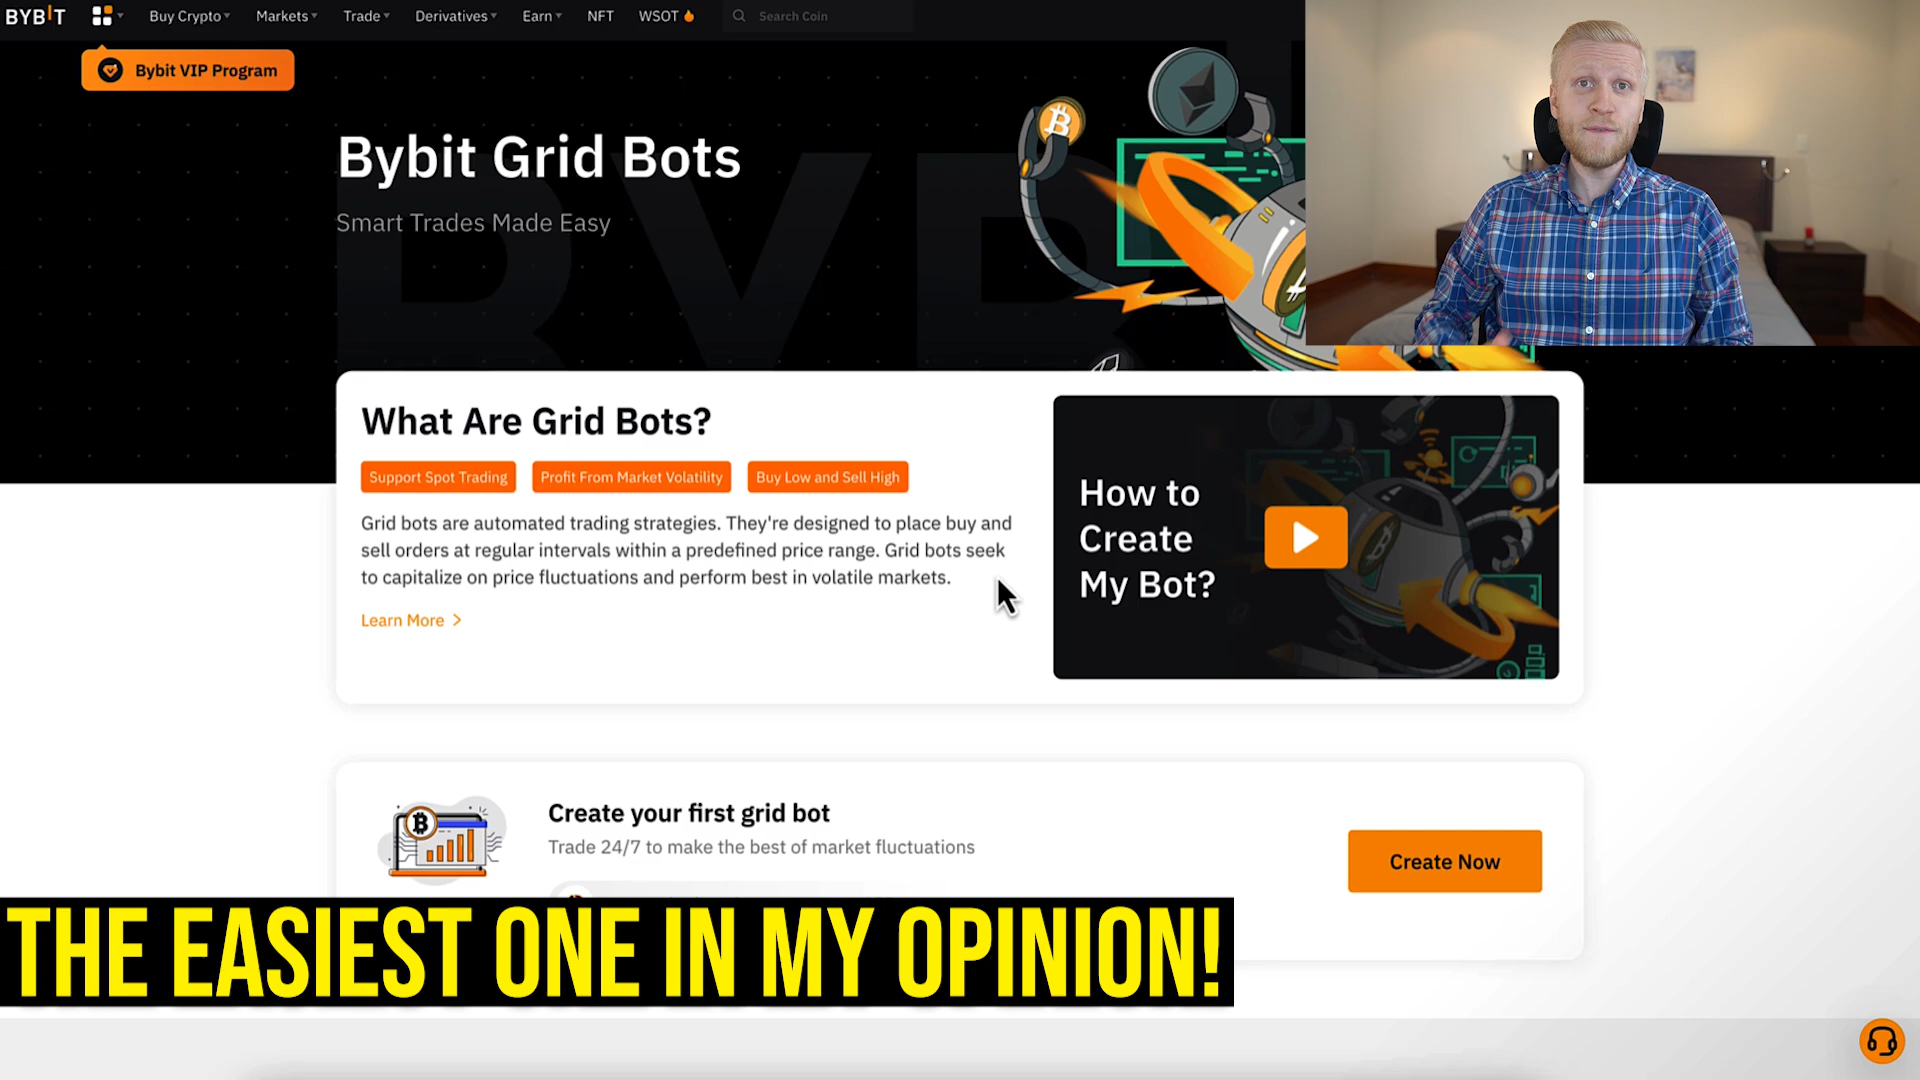 BYBIT
Buy Crypto
Markets
Trade
Derivatives
Earn
NFT
WSOT
Search Coin
Bybit VIP Program
Bybit Grid Bots
Smart Trades Made Easy
What Are Grid Bots?
Support Spot Trading
Profit From Market Volatility
Buy Low and Sell High
Grid bots are automated trading strategies. They're designed to place buy and
sell orders at regular intervals within a predefined price range. Grid bots seek
to capitalize on price fluctuations and perform best in volatile markets.
Learn More >
How to
Create
My Bot?
Create your first grid bot
Trade 24/7 to make the best of market fluctuations
Create Now
THE EASIEST ONE IN MY OPINION!